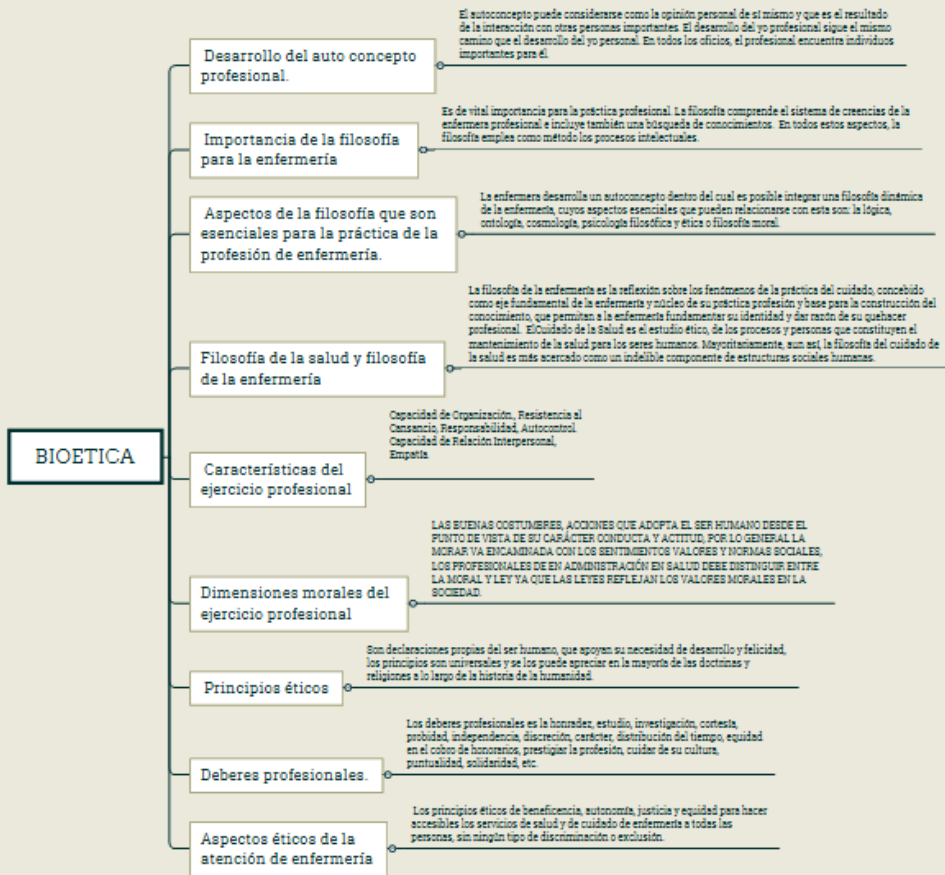 BIOETICA
Desarrollo del auto concepto
profesional.
El autoconcepto puede considerarse como la opinión personal de sí mismo y que es el resultado
de la interacción con otras personas importantes. El desarrollo del yo profesional sigue el mismo
camino que el desarrollo del yo personal. En todos los oficios, el profesional encuentra individuos
importantes para él.
Importancia de la filosofía
para la enfermería
Es de vital importancia para la práctica profesional. La filosofía comprende el sistema de creencias de la
enfermera profesional e incluye también una búsqueda de conocimientos. En todos estos aspectos, la
filosofía emplea como método los procesos intelectuales.
Aspectos de la filosofía que son
esenciales para la práctica de la
profesión de enfermería.
La enfermera desarrolla un autoconcepto dentro del cual es posible integrar una filosofía dinámica
de la enfermería, cuyos aspectos esenciales que pueden relacionarse con esta son: la lógica,
ontología, cosmología, psicología filosófica y ética o filosofía moral.
Filosofía de la salud y filosofía
de la enfermería
La filosofía de la enfermería es la reflexión sobre los fenómenos de la práctica del cuidado, concebido
como eje fundamental de la enfermería y núcleo de su práctica profesión y base para la construcción del
conocimiento, que permitan a la enfermería fundamentar su identidad y dar razón de su quehacer
profesional. ElCuidado de la Salud es el estudio ético, de los procesos y personas que constituyen el
mantenimiento de la salud para los seres humanos. Mayoritariamente, aun así, la filosofía del cuidado de
la salud es más acercado como un indelible componente de estructuras sociales humanas.
Características del
ejercicio profesional
Capacidad de Organización., Resistencia al
Cansancio, Responsabilidad, Autocontrol.
Capacidad de Relación Interpersonal,
Empatía.
Dimensiones morales del
ejercicio profesional
LAS BUENAS COSTUMBRES, ACCIONES QUE ADOPTA EL SER HUMANO DESDE EL
PUNTO DE VISTA DE SU CARÁCTER CONDUCTA Y ACTITUD, POR LO GENERAL LA
MORAR VA ENCAMINADA CON LOS SENTIMIENTOS VALORES Y NORMAS SOCIALES,
LOS PROFESIONALES DE EN ADMINISTRACIÓN EN SALUD DEBE DISTINGUIR ENTRE
LA MORAL Y LEY YA QUE LAS LEYES REFLEJAN LOS VALORES MORALES EN LA
SOCIEDAD.
Principios éticos
Son declaraciones propias del ser humano, que apoyan su necesidad de desarrollo y felicidad,
los principios son universales y se los puede apreciar en la mayoría de las doctrinas y
religiones a lo largo de la historia de la humanidad.
Deberes profesionales.
Los deberes profesionales es la honradez, estudio, investigación, cortesía,
probidad, independencia, discreción, carácter, distribución del tiempo, equidad
en el cobro de honorarios, prestigiar la profesión, cuidar de su cultura,
puntualidad, solidaridad, etc.
Aspectos éticos de la
atención de enfermería
Los principios éticos de beneficencia, autonomía, justicia y equidad para hacer
accesibles los servicios de salud y de cuidado de enfermería a todas las
personas, sin ningún tipo de discriminación o exclusión.